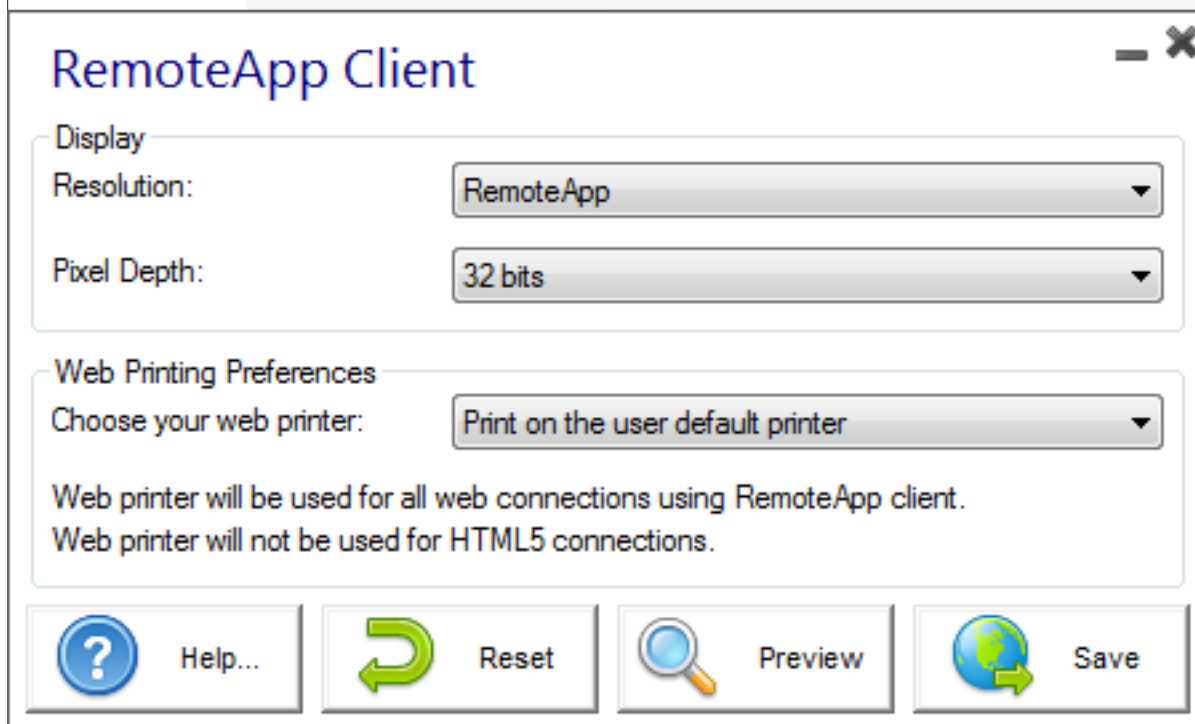 RemoteApp Client
Display
Resolution: RemoteApp
Pixel Depth: 32 bits
Web Printing Preferences
Choose your web printer: Print on the user default printer
Web printer will be used for all web connections using RemoteApp client.
Web printer will not be used for HTML5 connections.
Help... Reset Preview Save